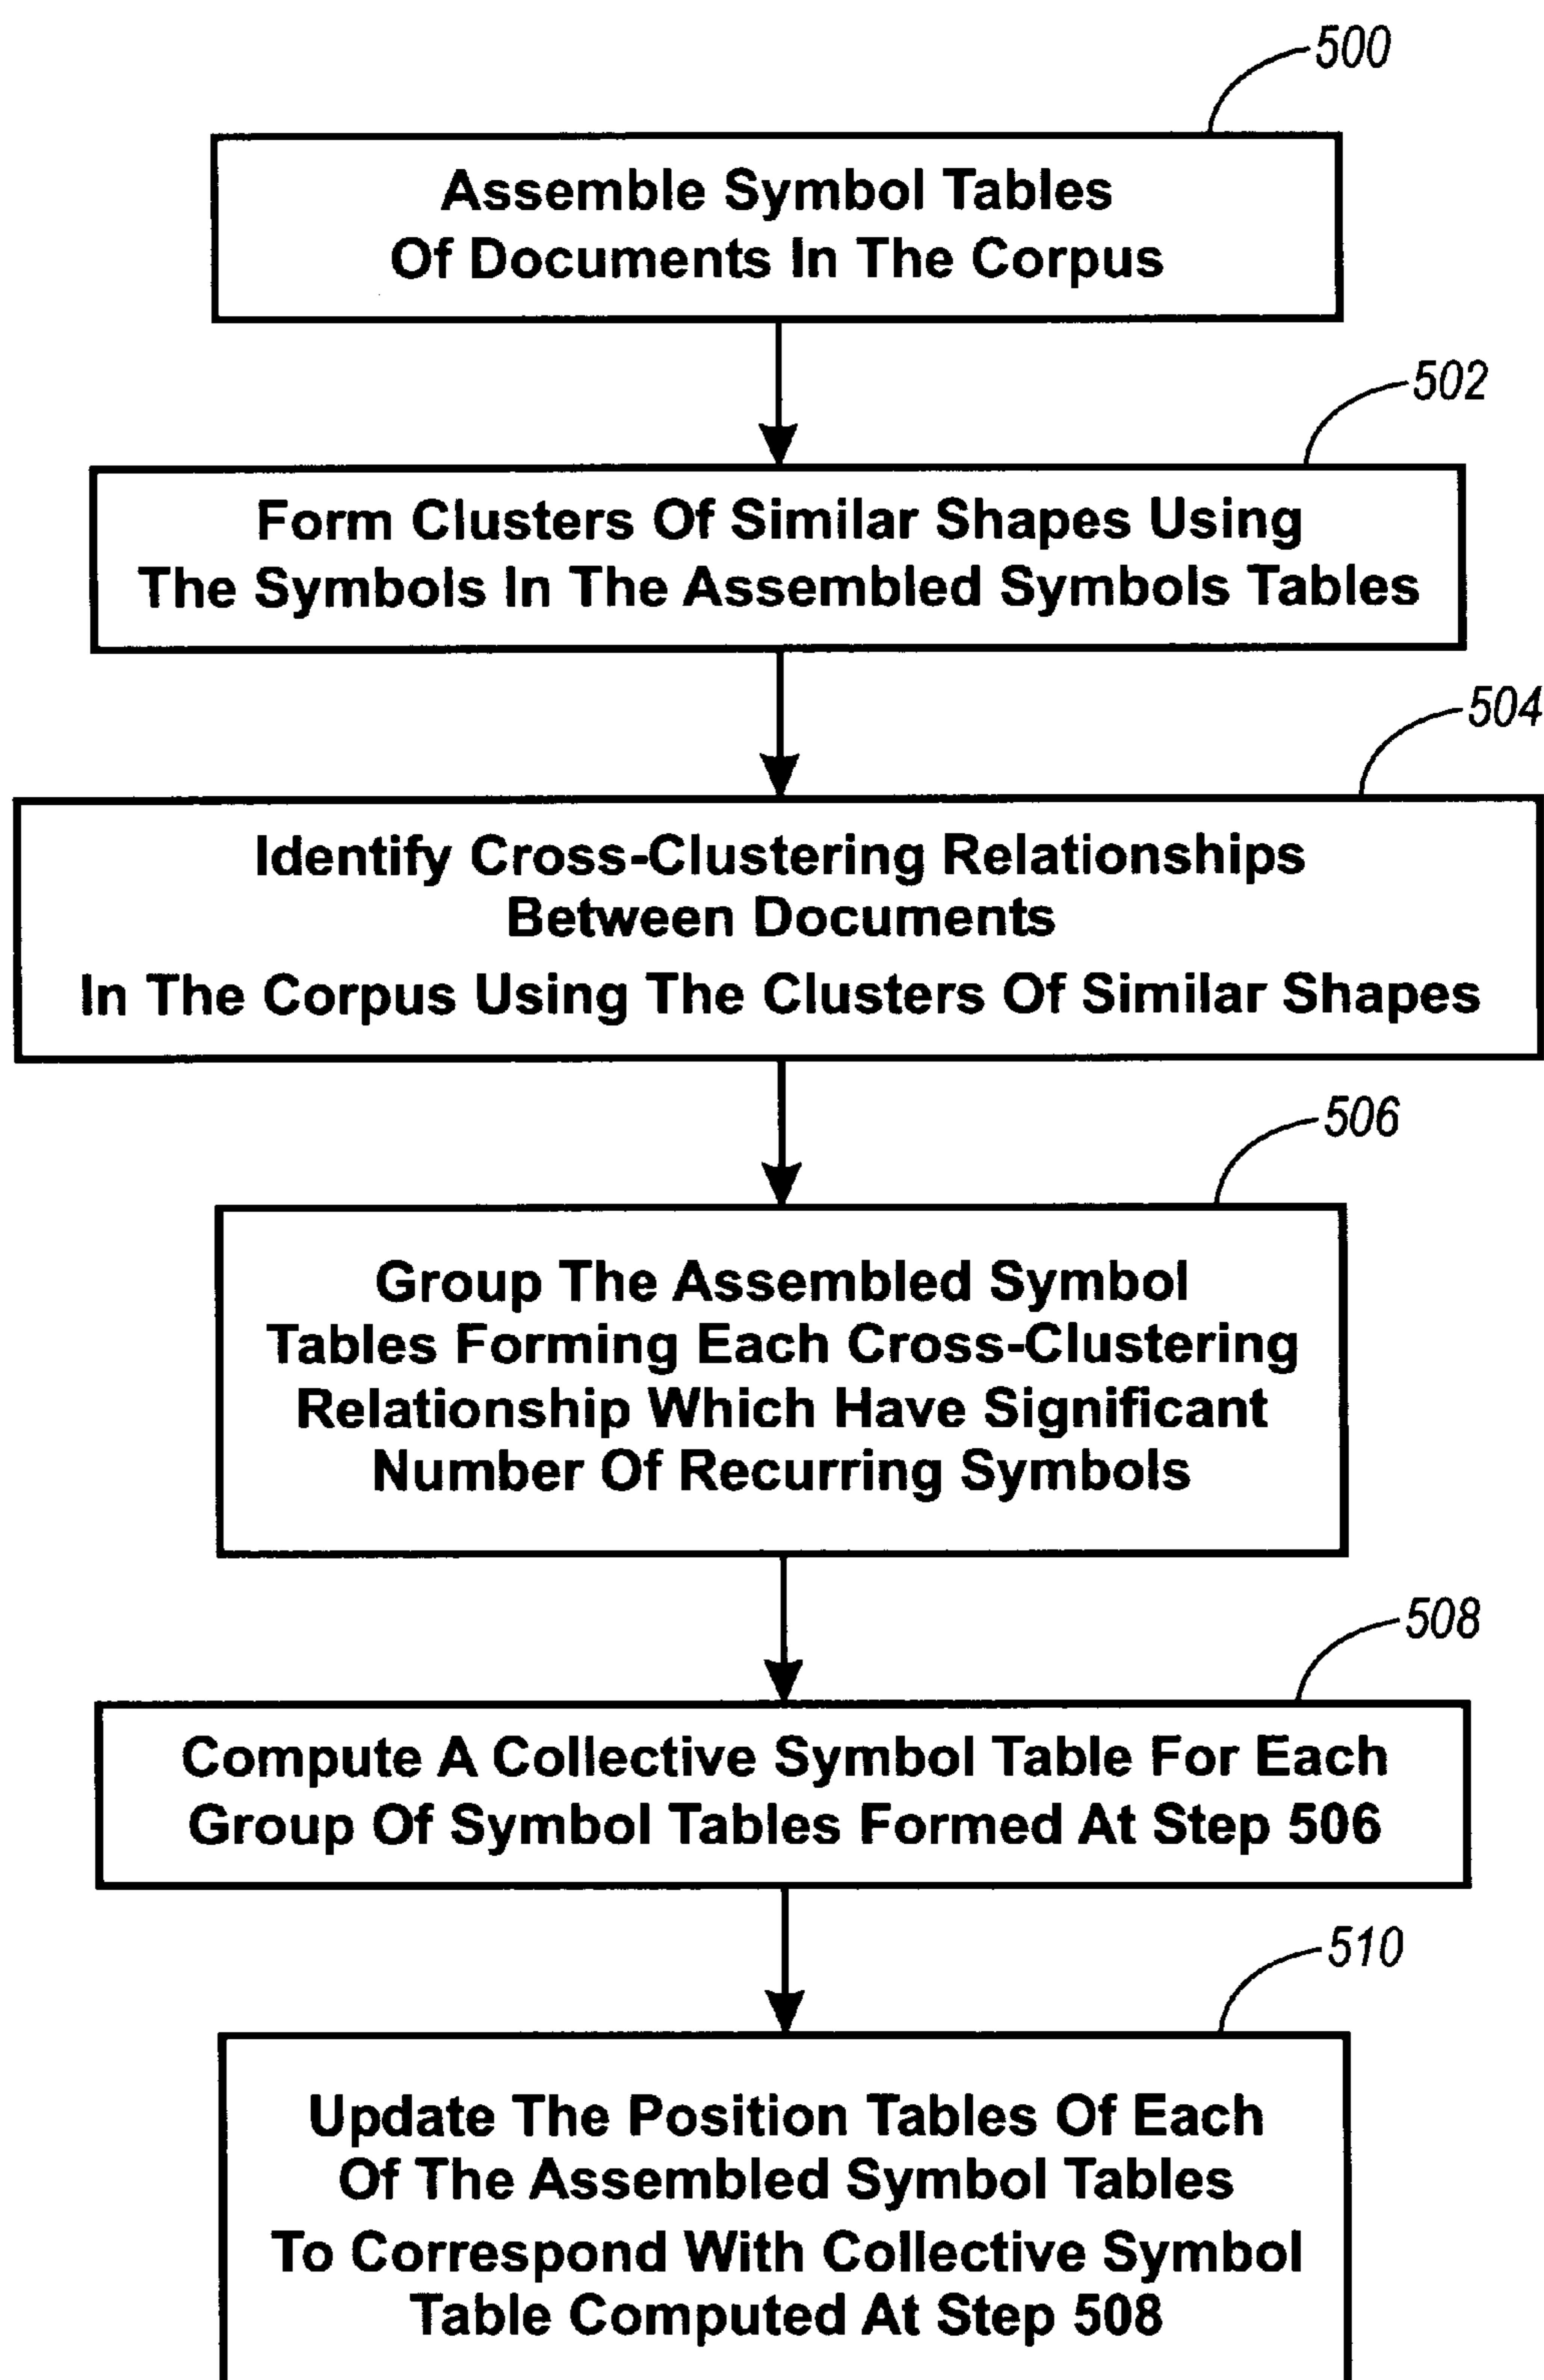 500
Assemble Symbol Tables
Of Documents In The Corpus
502
Form Clusters Of Similar Shapes Using
The Symbols In The Assembled Symbols Tables
504
Identify Cross-Clustering Relationships
Between Documents
In The Corpus Using The Clusters Of Similar Shapes
506
Group The Assembled Symbol
Tables Forming Each Cross-Clustering
Relationship Which Have Significant
Number Of Recurring Symbols
508
Compute A Collective Symbol Table For Each
Group Of Symbol Tables Formed At Step 506
510
Update The Position Tables Of Each
Of The Assembled Symbol Tables
To Correspond With Collective Symbol
Table Computed At Step 508